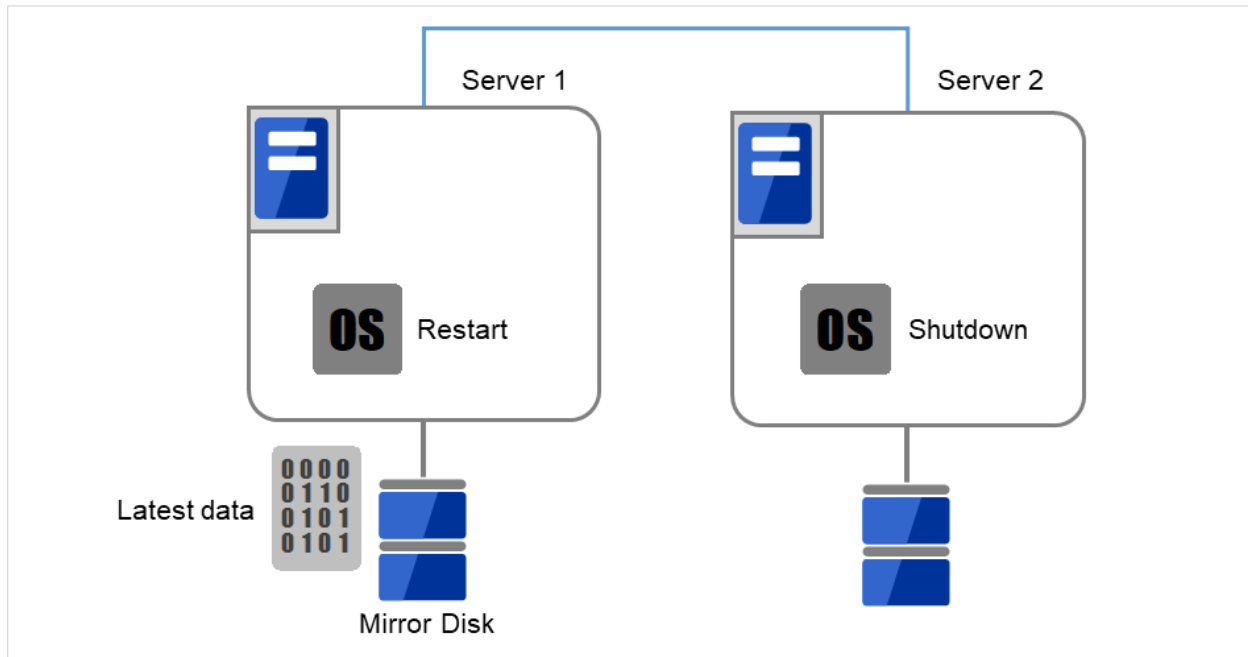 Server 1
Server 2
OS Restart
OS Shutdown
Latest data
0000
0110
0101
0101
Mirror Disk